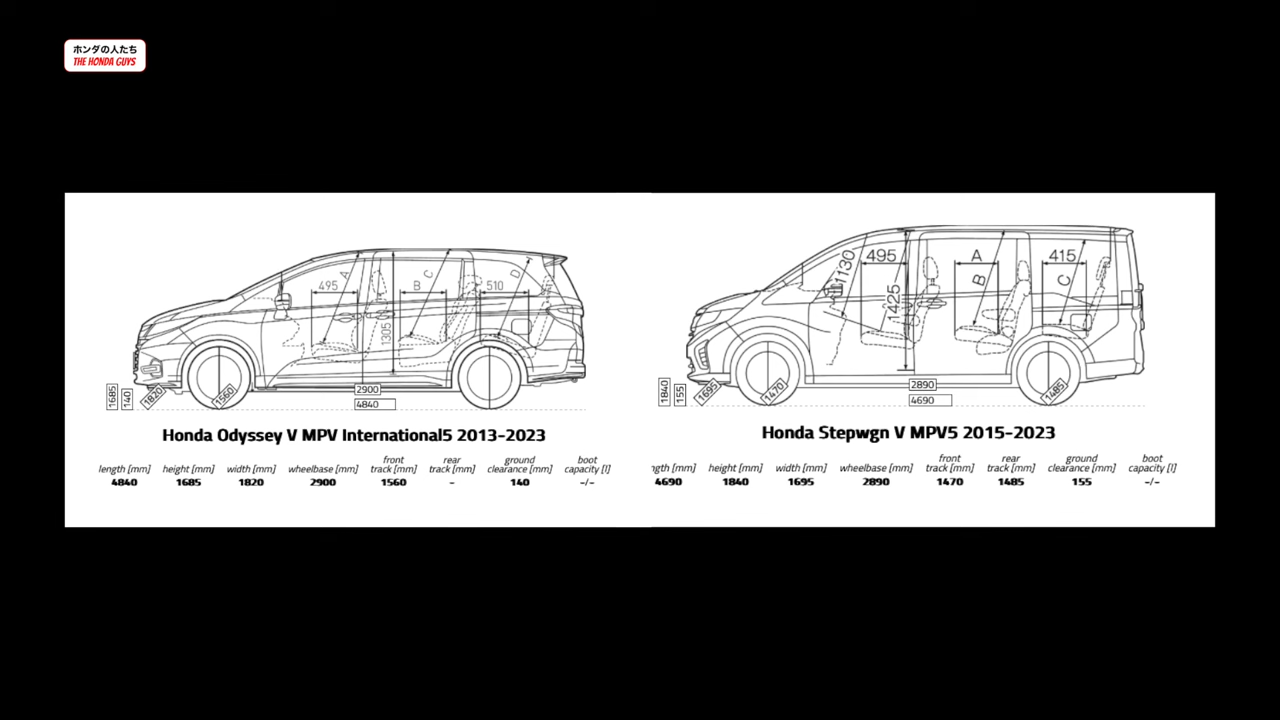 ホンダの人たち
THE HONDA GUYS
A
495
B
C
510
D
1305
2900
4840
1685
140
1820
1560
1130
495
1425
A
B
415
C
2890
4690
1840
155
1695
1470
1485
Honda Odyssey V MPV International5 2013-2023
length [mm] height [mm] width [mm] wheelbase [mm] front track [mm] rear track [mm] ground clearance [mm] boot capacity [l]
4840 1685 1820 2900 1560 - 140 -/-
Honda Stepwgn V MPV5 2015-2023
ngth [mm] height [mm] width [mm] wheelbase [mm] front track [mm] rear track [mm] ground clearance [mm] boot capacity [l]
4690 1840 1695 2890 1470 1485 155 -/-